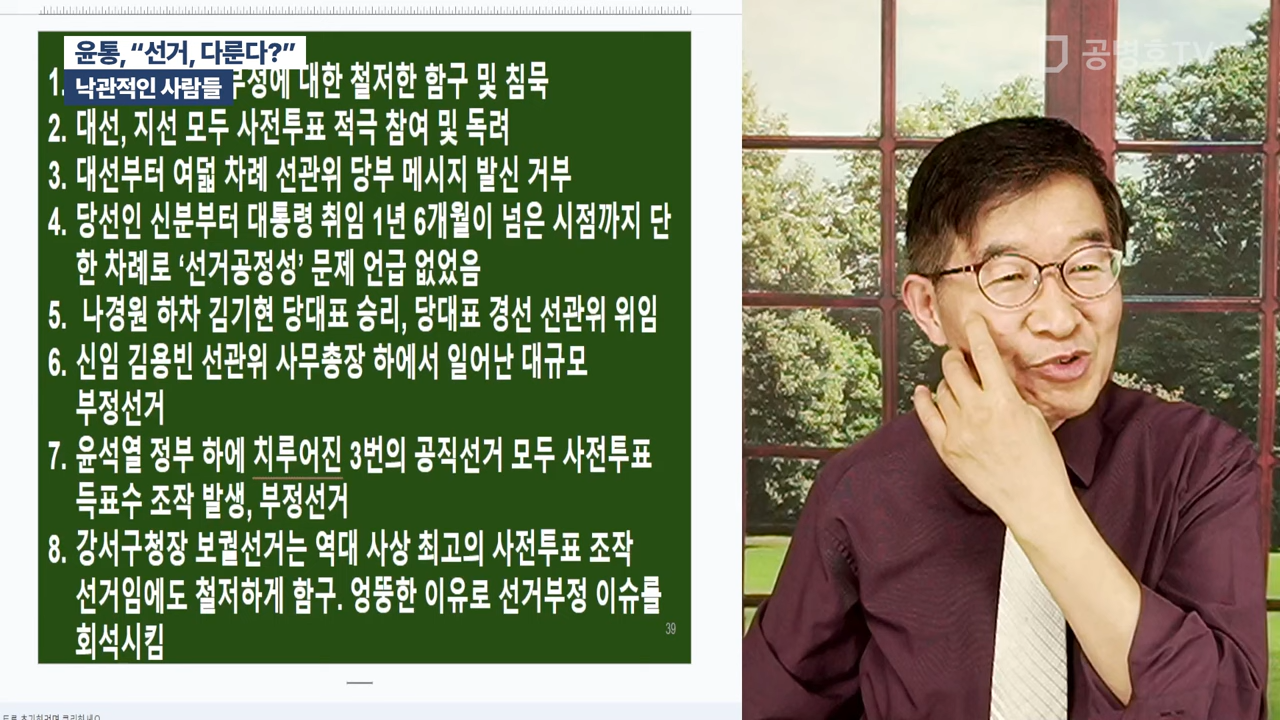 윤통, “선거, 다룬다?”
낙관적인 사람들
공병호TV
1. 부정에 대한 철저한 함구 및 침묵
2. 대선, 지선 모두 사전투표 적극 참여 및 독려
3. 대선부터 여덟 차례 선관위 당부 메시지 발신 거부
4. 당선인 신분부터 대통령 취임 1년 6개월이 넘은 시점까지 단
한 차례로 ‘선거공정성’ 문제 언급 없었음
5. 나경원 하차 김기현 당대표 승리, 당대표 경선 선관위 위임
6. 신임 김용빈 선관위 사무총장 하에서 일어난 대규모
부정선거
7. 윤석열 정부 하에 치루어진 3번의 공직선거 모두 사전투표
득표수 조작 발생, 부정선거
8. 강서구청장 보궐선거는 역대 사상 최고의 사전투표 조작
선거임에도 철저하게 함구. 엉뚱한 이유로 선거부정 이슈를
희석시킴
39